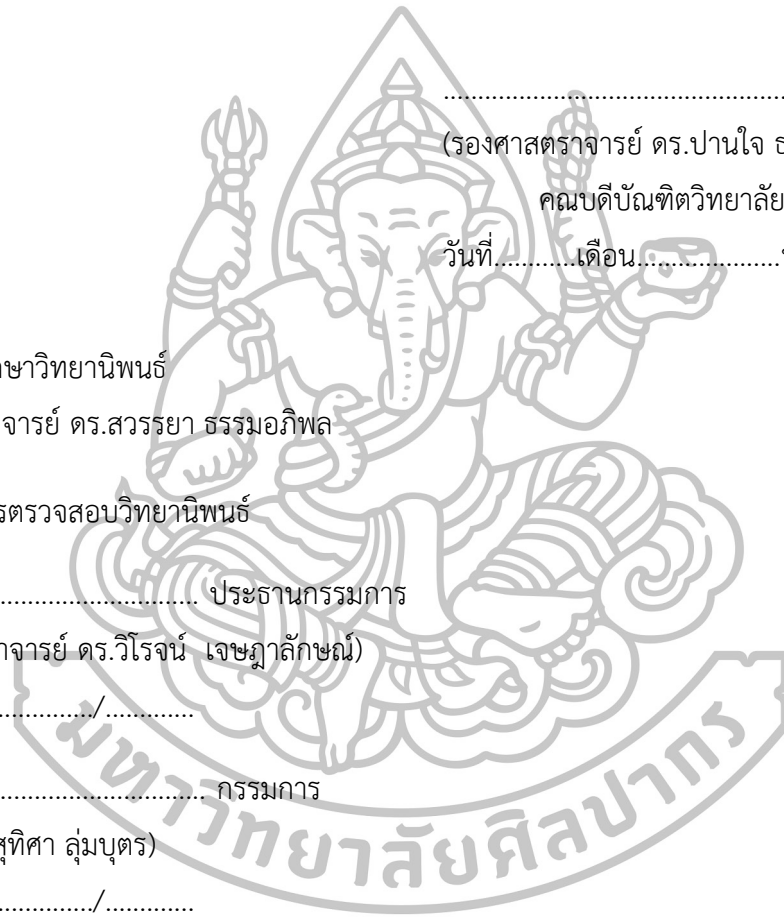 ................................................
(รองศาสตราจารย์ ดร.ปานใจ
คณบดีบัณฑิตวิทยาลัย
วันที่............เดือน.....................
วิทยานิพนธ์
จารย์ ดร.สวรรยา ธรรมอภิพล
ตรวจสอบวิทยานิพนธ์
.............................. ประธานกรรมการ
จารย์ ดร.วิโรจน์ เจษฎาลักษณ์)
............../.............
............................... กรรมการ
สุทิศา ลุ่มบุตร)
............../.............
มหาวิทยาลัยศิลปากร